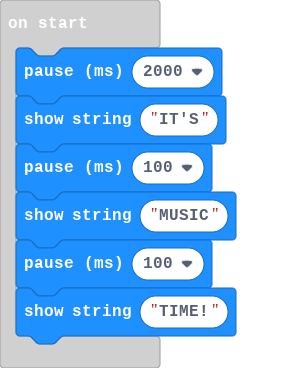 on start
pause (ms) 2000
show string "IT'S"
pause (ms) 100
show string "MUSIC"
pause (ms) 100
show string "TIME!"